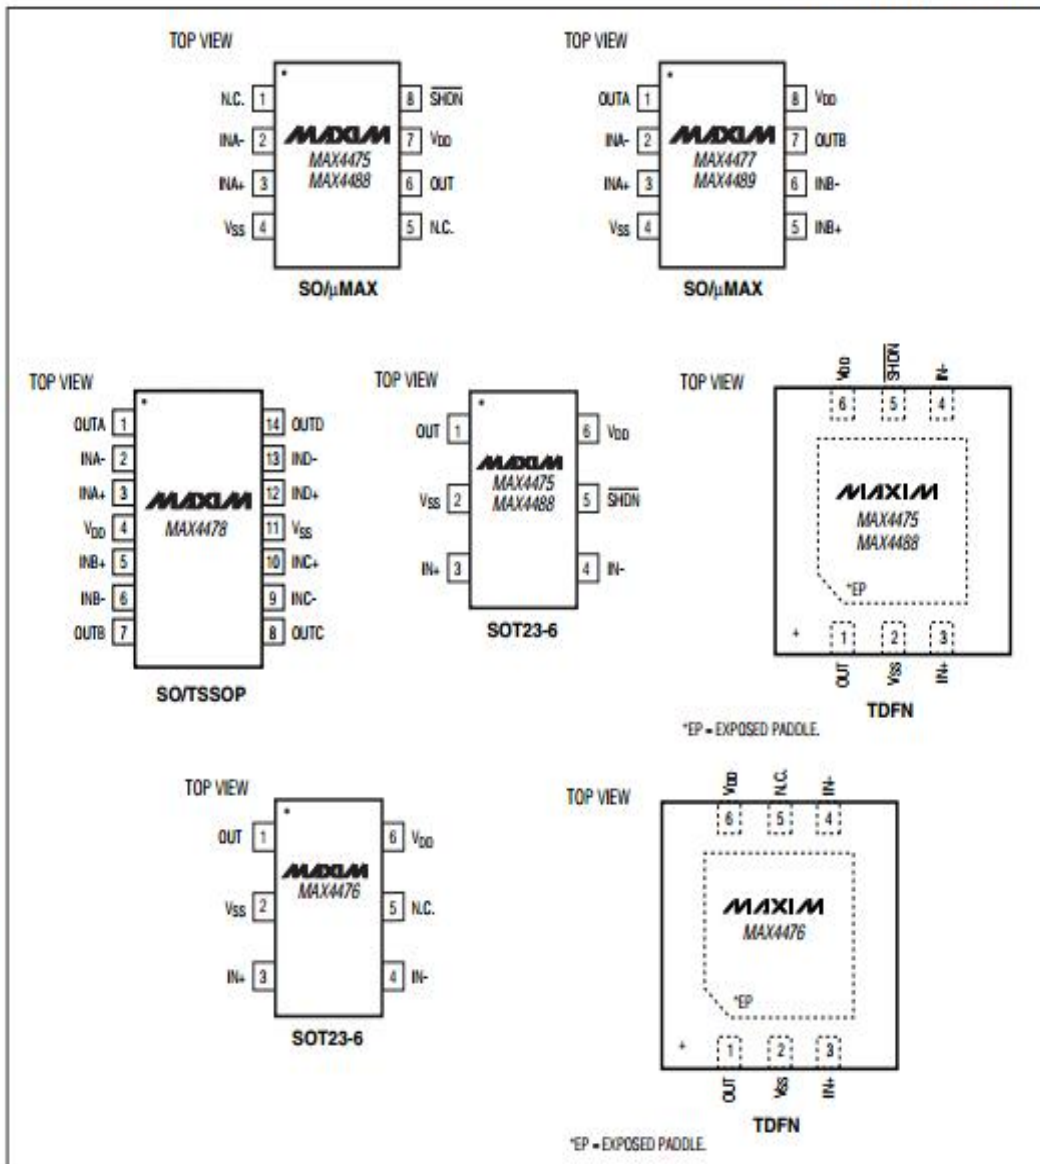 TOP VIEW
N.C. 1
INA- 2
INA+ 3
VSS 4
8 SHDN
7 VDD
6 OUT
5 N.C.
MAXIM
MAX4475
MAX4488
SO/µMAX
TOP VIEW
OUTA 1
INA- 2
INA+ 3
VSS 4
8 VDD
7 OUTB
6 INB-
5 INB+
MAXIM
MAX4477
MAX4489
SO/µMAX
TOP VIEW
OUTA 1
INA- 2
INA+ 3
VDD 4
INB+ 5
INB- 6
OUTB 7
14 OUTD
13 IND-
12 IND+
11 VSS
10 INC+
9 INC-
8 OUTC
MAXIM
MAX4478
SO/TSSOP
TOP VIEW
OUT 1
VSS 2
IN+ 3
6 VDD
5 SHDN
4 IN-
MAXIM
MAX4475
MAX4488
SOT23-6
TOP VIEW
VDD SHDN IN-
6 5 4
MAXIM
MAX4475
MAX4488
*EP
+ 1 2 3
OUT VSS IN+
TDFN
*EP = EXPOSED PADDLE.
TOP VIEW
OUT 1
VSS 2
IN+ 3
6 VDD
5 N.C.
4 IN-
MAXIM
MAX4476
SOT23-6
TOP VIEW
VDD N.C. IN+
6 5 4
MAXIM
MAX4476
*EP
+ 1 2 3
OUT VSS IN+
TDFN
*EP = EXPOSED PADDLE.